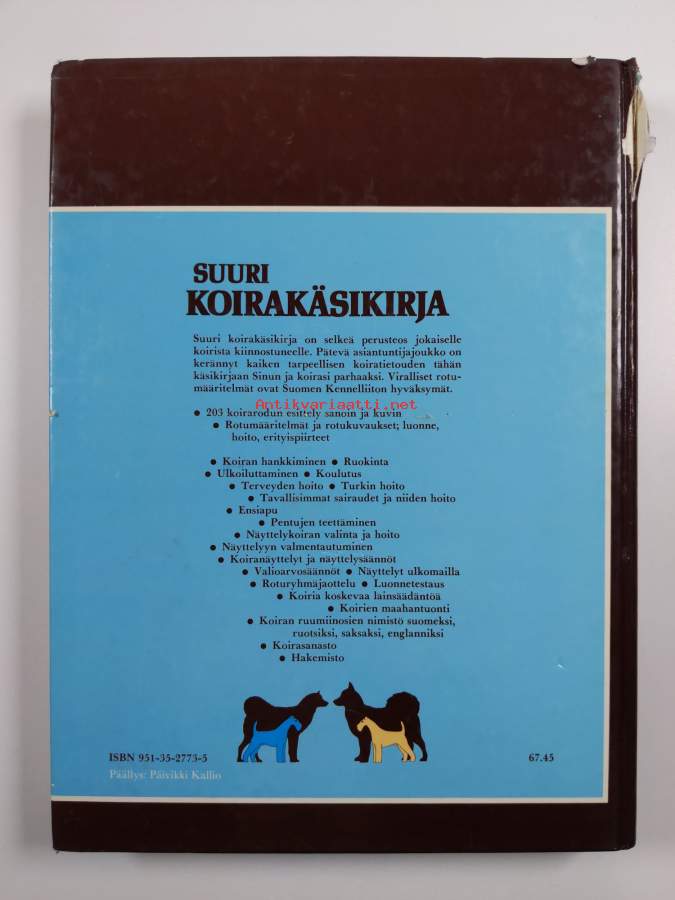 SUURI
KOIRAKÄSIKIRJA
Suuri koirakäsikirja on selkeä perusteos jokaiselle
koirista kiinnostuneelle. Pätevä asiantuntijajoukko on
kerännyt kaiken tarpeellisen koiratietouden tähän
käsikirjaan Sinun ja koirasi parhaaksi. Viralliset rotu-
määritelmät ovat Suomen Kennelliiton hyväksymät.
Antikvariaatti.net
• 203 koirarodun esittely sanoin ja kuvin
• Rotumääritelmät ja rotukuvaukset; luonne,
hoito, erityispiirteet
• Koiran hankkiminen • Ruokinta
• Ulkoiluttaminen • Koulutus
• Terveyden hoito • Turkin hoito
• Tavallisimmat sairaudet ja niiden hoito
• Ensiapu
• Pentujen teettäminen
• Näyttelykoiran valinta ja hoito
• Näyttelyyn valmentautuminen
• Koiranäyttelyt ja näyttelysäännöt
• Valioarvosäännöt • Näyttelyt ulkomailla
• Roturyhmäjaottelu • Luonnetestaus
• Koiria koskevaa lainsäädäntöä
• Koirien maahantuonti
• Koiran ruumiinosien nimistö suomeksi,
ruotsiksi, saksaksi, englanniksi
• Koirasanasto
• Hakemisto
ISBN 951-35-2773-5 67.45
Päällys: Päivikki Kallio